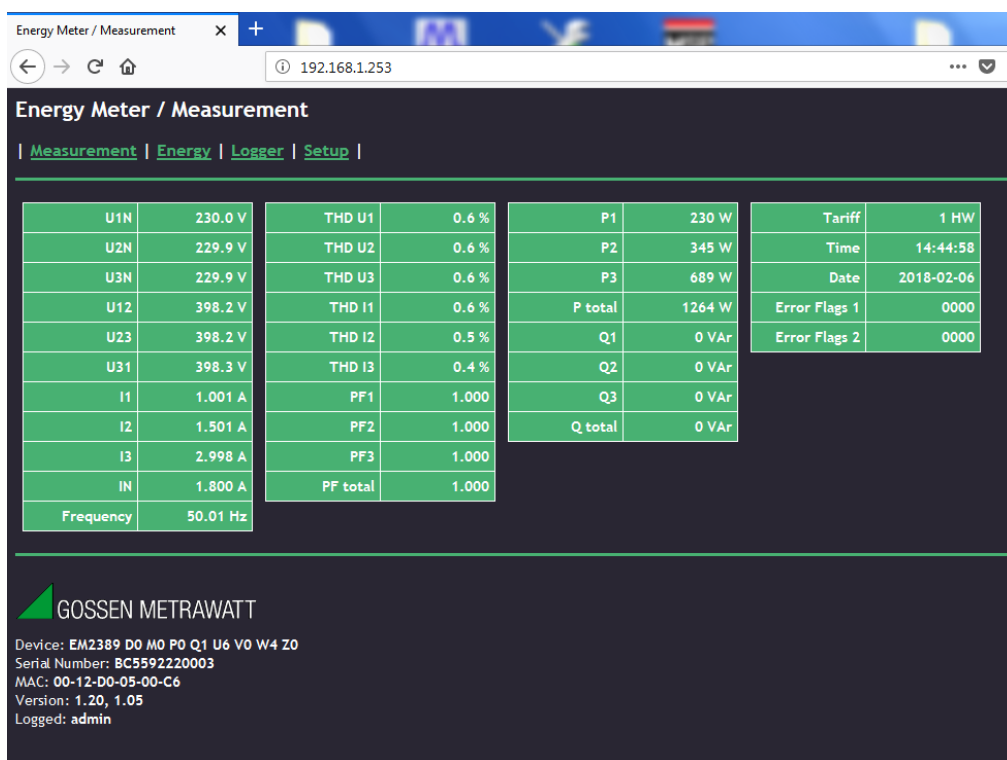 Energy Meter / Measurement
192.168.1.253
Energy Meter / Measurement
| Measurement | Energy | Logger | Setup |
U1N 230.0 V THD U1 0.6 % P1 230 W Tariff 1 HW
U2N 229.9 V THD U2 0.6 % P2 345 W Time 14:44:58
U3N 229.9 V THD U3 0.6 % P3 689 W Date 2018-02-06
U12 398.2 V THD I1 0.6 % P total 1264 W Error Flags 1 0000
U23 398.2 V THD I2 0.5 % Q1 0 VAr Error Flags 2 0000
U31 398.3 V THD I3 0.4 % Q2 0 VAr
I1 1.001 A PF1 1.000 Q3 0 VAr
I2 1.501 A PF2 1.000 Q total 0 VAr
I3 2.998 A PF3 1.000
IN 1.800 A PF total 1.000
Frequency 50.01 Hz
GOSSEN METRAWATT
Device: EM2389 D0 M0 P0 Q1 U6 V0 W4 Z0
Serial Number: BC5592220003
MAC: 00-12-D0-05-00-C6
Version: 1.20, 1.05
Logged: admin